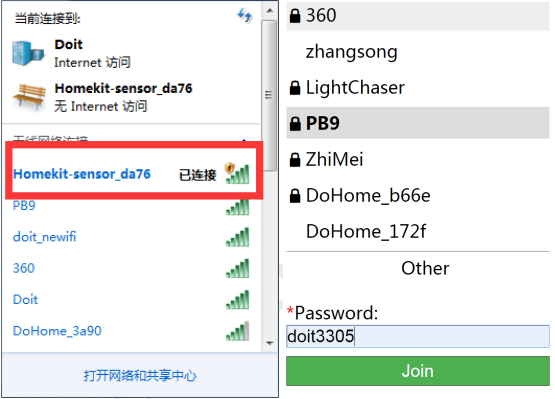 当前连接到:
Doit
Internet 访问
Homekit-sensor_da76
无 Internet 访问
无线网络连接
Homekit-sensor_da76 已连接
PB9
doit_newifi
360
Doit
DoHome_3a90
打开网络和共享中心
360
zhangsong
LightChaser
PB9
ZhiMei
DoHome_b66e
DoHome_172f
Other
*Password:
doit3305
Join